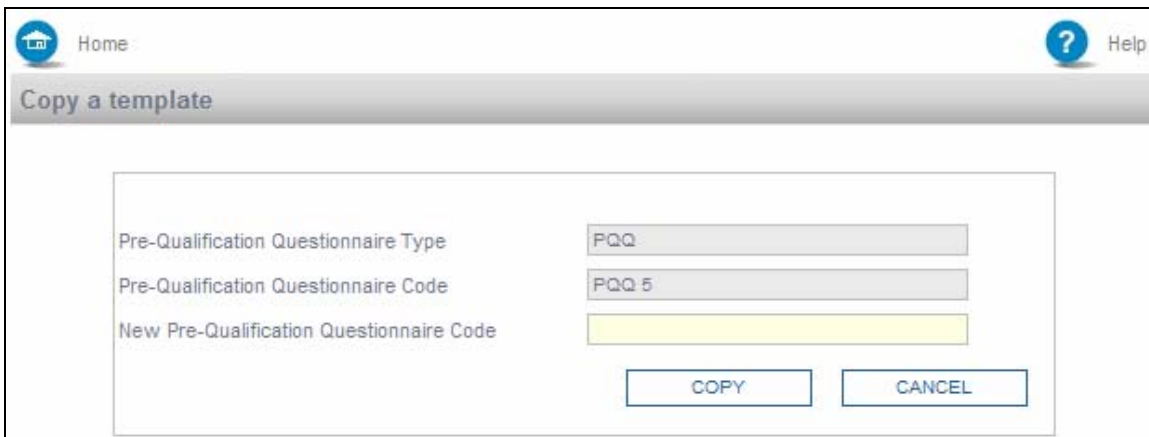 Home
? Help
Copy a template
Pre-Qualification Questionnaire Type PQQ
Pre-Qualification Questionnaire Code PQQ 5
New Pre-Qualification Questionnaire Code
COPY CANCEL